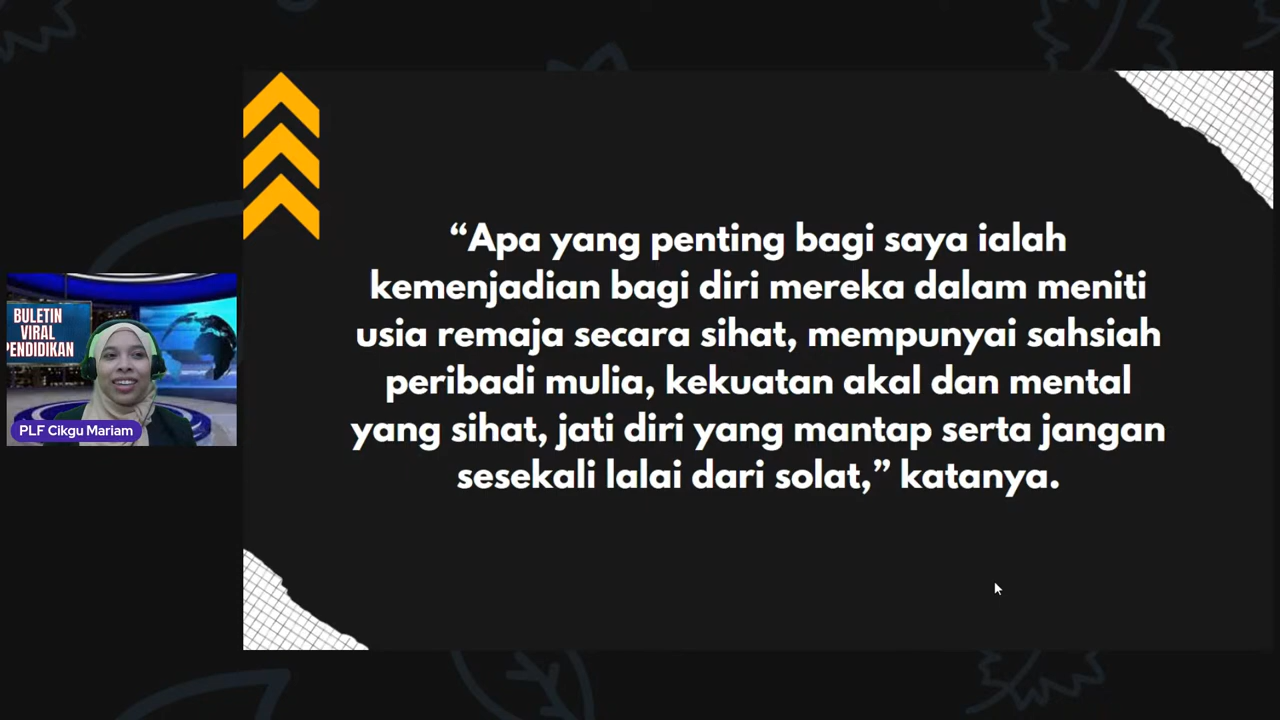 BULETIN
VIRAL
PENDIDIKAN
PLF Cikgu Mariam
“Apa yang penting bagi saya ialah
kemenjadian bagi diri mereka dalam meniti
usia remaja secara sihat, mempunyai sahsiah
peribadi mulia, kekuatan akal dan mental
yang sihat, jati diri yang mantap serta jangan
sesekali lalai dari solat,” katanya.